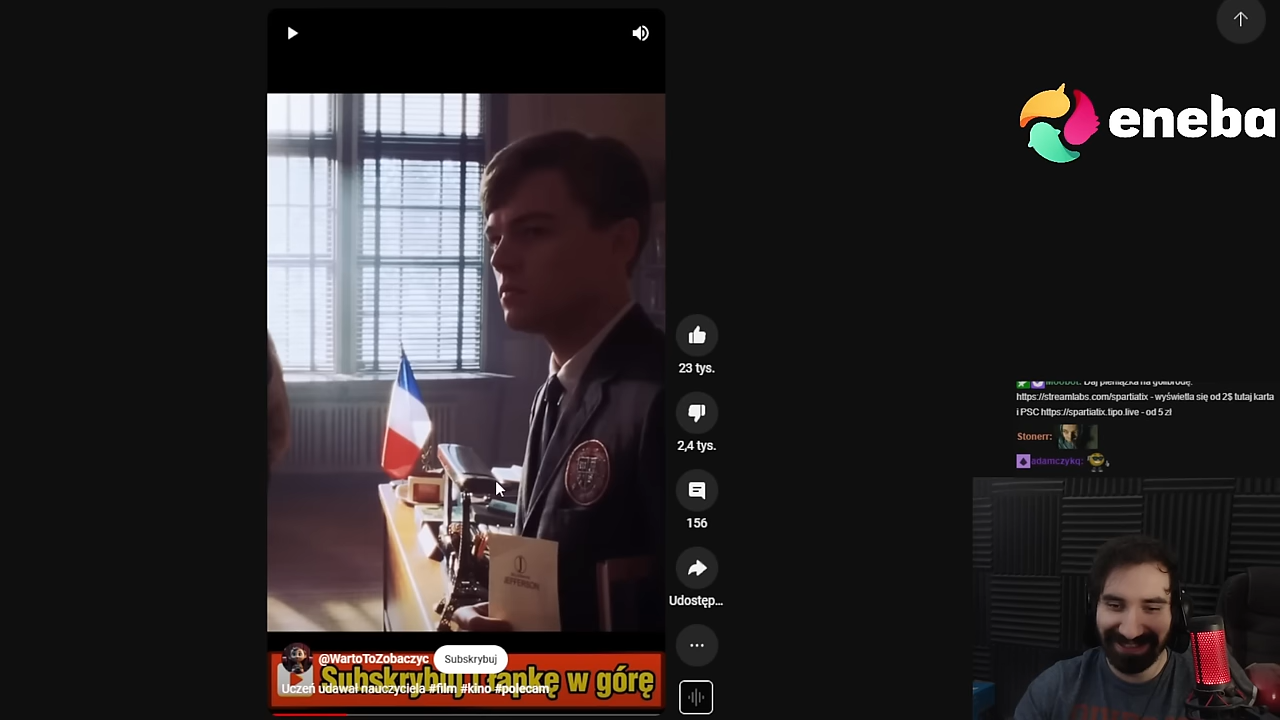 eneba
JEFFERSON
23 tys.
2,4 tys.
156
Udostęp...
Moobot: Daj pieniążka na golibrodę:
https://streamlabs.com/spartiatix - wyświetla się od 2$ tutaj karta
i PSC https://spartiatix.tipo.live - od 5 zł
Stonerr:
adamczykq:
@WartoToZobaczyc
Subskrybuj
Subskrybuj i łapkę w górę
Uczeń udawał nauczyciela #film #kino #polecam